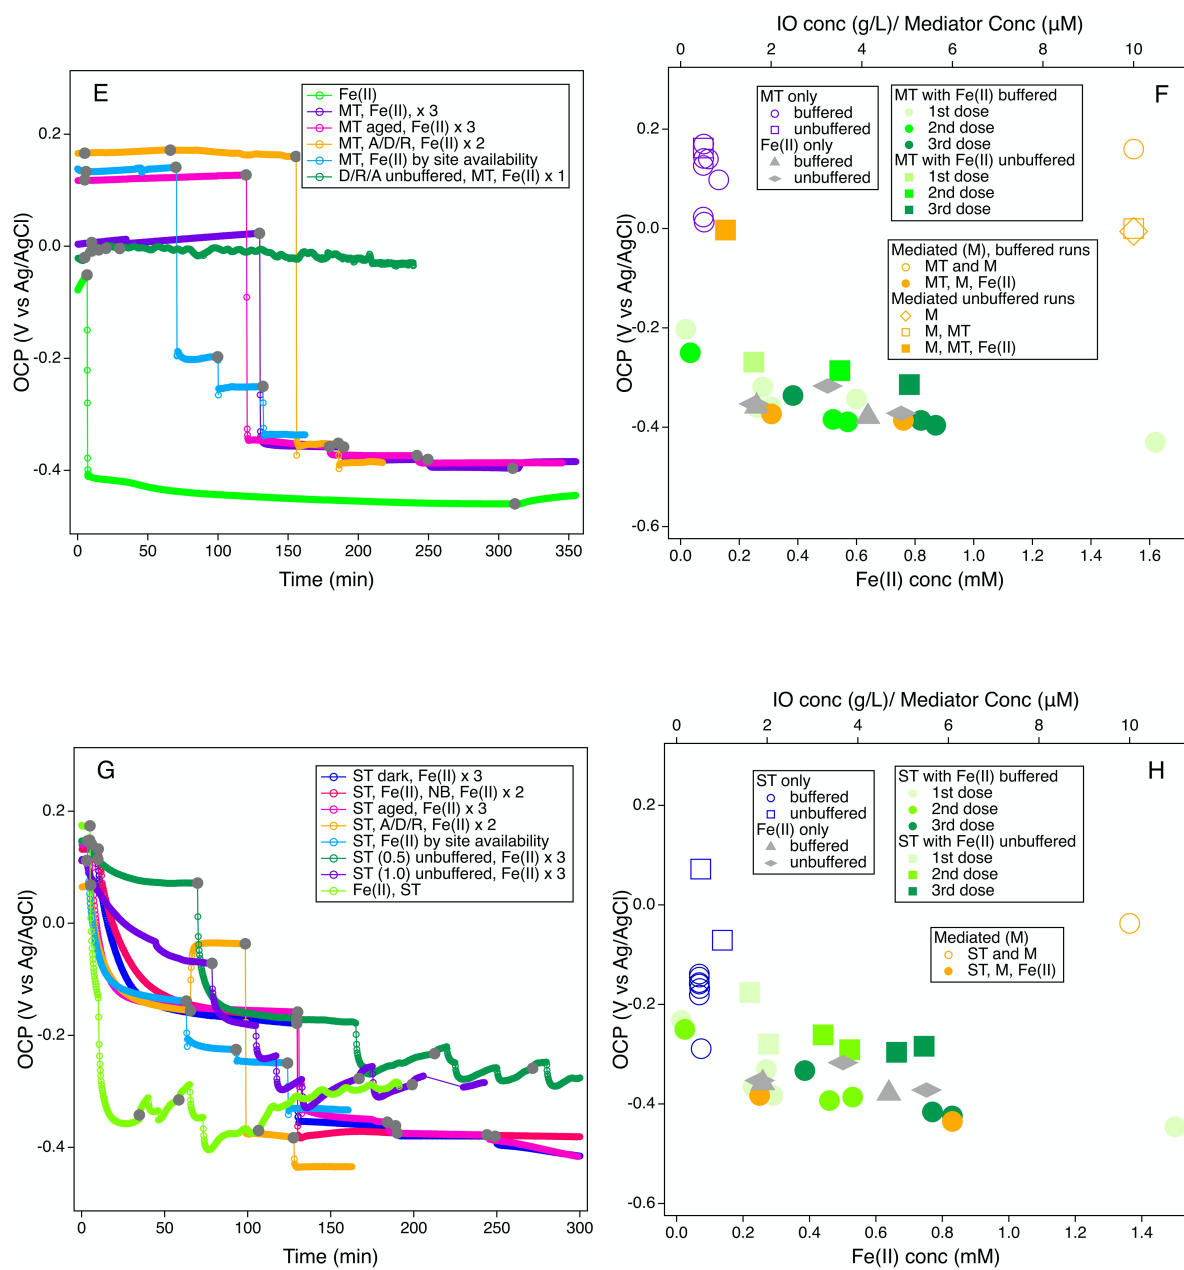 E
Fe(II)
MT, Fe(II), x 3
MT aged, Fe(II) x 3
MT, A/D/R, Fe(II) x 2
MT, Fe(II) by site availability
D/R/A unbuffered, MT, Fe(II) x 1
0.2
0.0
-0.2
-0.4
OCP (V vs Ag/AgCl)
0 50 100 150 200 250 300 350
Time (min)
IO conc (g/L)/ Mediator Conc (µM)
0 2 4 6 8 10
F
MT only
buffered
unbuffered
Fe(II) only
buffered
unbuffered
MT with Fe(II) buffered
1st dose
2nd dose
3rd dose
MT with Fe(II) unbuffered
1st dose
2nd dose
3rd dose
Mediated (M), buffered runs
MT and M
MT, M, Fe(II)
Mediated unbuffered runs
M
M, MT
M, MT, Fe(II)
0.2
0.0
-0.2
-0.4
-0.6
OCP (V vs Ag/AgCl)
0.0 0.2 0.4 0.6 0.8 1.0 1.2 1.4 1.6
Fe(II) conc (mM)
G
ST dark, Fe(II) x 3
ST, Fe(II), NB, Fe(II) x 2
ST aged, Fe(II) x 3
ST, A/D/R, Fe(II) x 2
ST, Fe(II) by site availability
ST (0.5) unbuffered, Fe(II) x 3
ST (1.0) unbuffered, Fe(II) x 3
Fe(II), ST
0.2
0.0
-0.2
-0.4
OCP (V vs Ag/AgCl)
0 50 100 150 200 250 300
Time (min)
IO conc (g/L)/ Mediator Conc (µM)
0 2 4 6 8 10
H
ST only
buffered
unbuffered
Fe(II) only
buffered
unbuffered
ST with Fe(II) buffered
1st dose
2nd dose
3rd dose
ST with Fe(II) unbuffered
1st dose
2nd dose
3rd dose
Mediated (M)
ST and M
ST, M, Fe(II)
0.2
0.0
-0.2
-0.4
-0.6
OCP (V vs Ag/AgCl)
0.0 0.2 0.4 0.6 0.8 1.0 1.2 1.4
Fe(II) conc (mM)